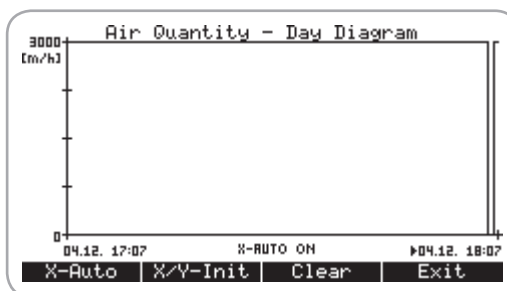 Air Quantity - Day Diagram
3000
[m/h]
0
04.12. 17:07 X-AUTO ON ▶04.12. 18:07
X-Auto X/Y-Init Clear Exit